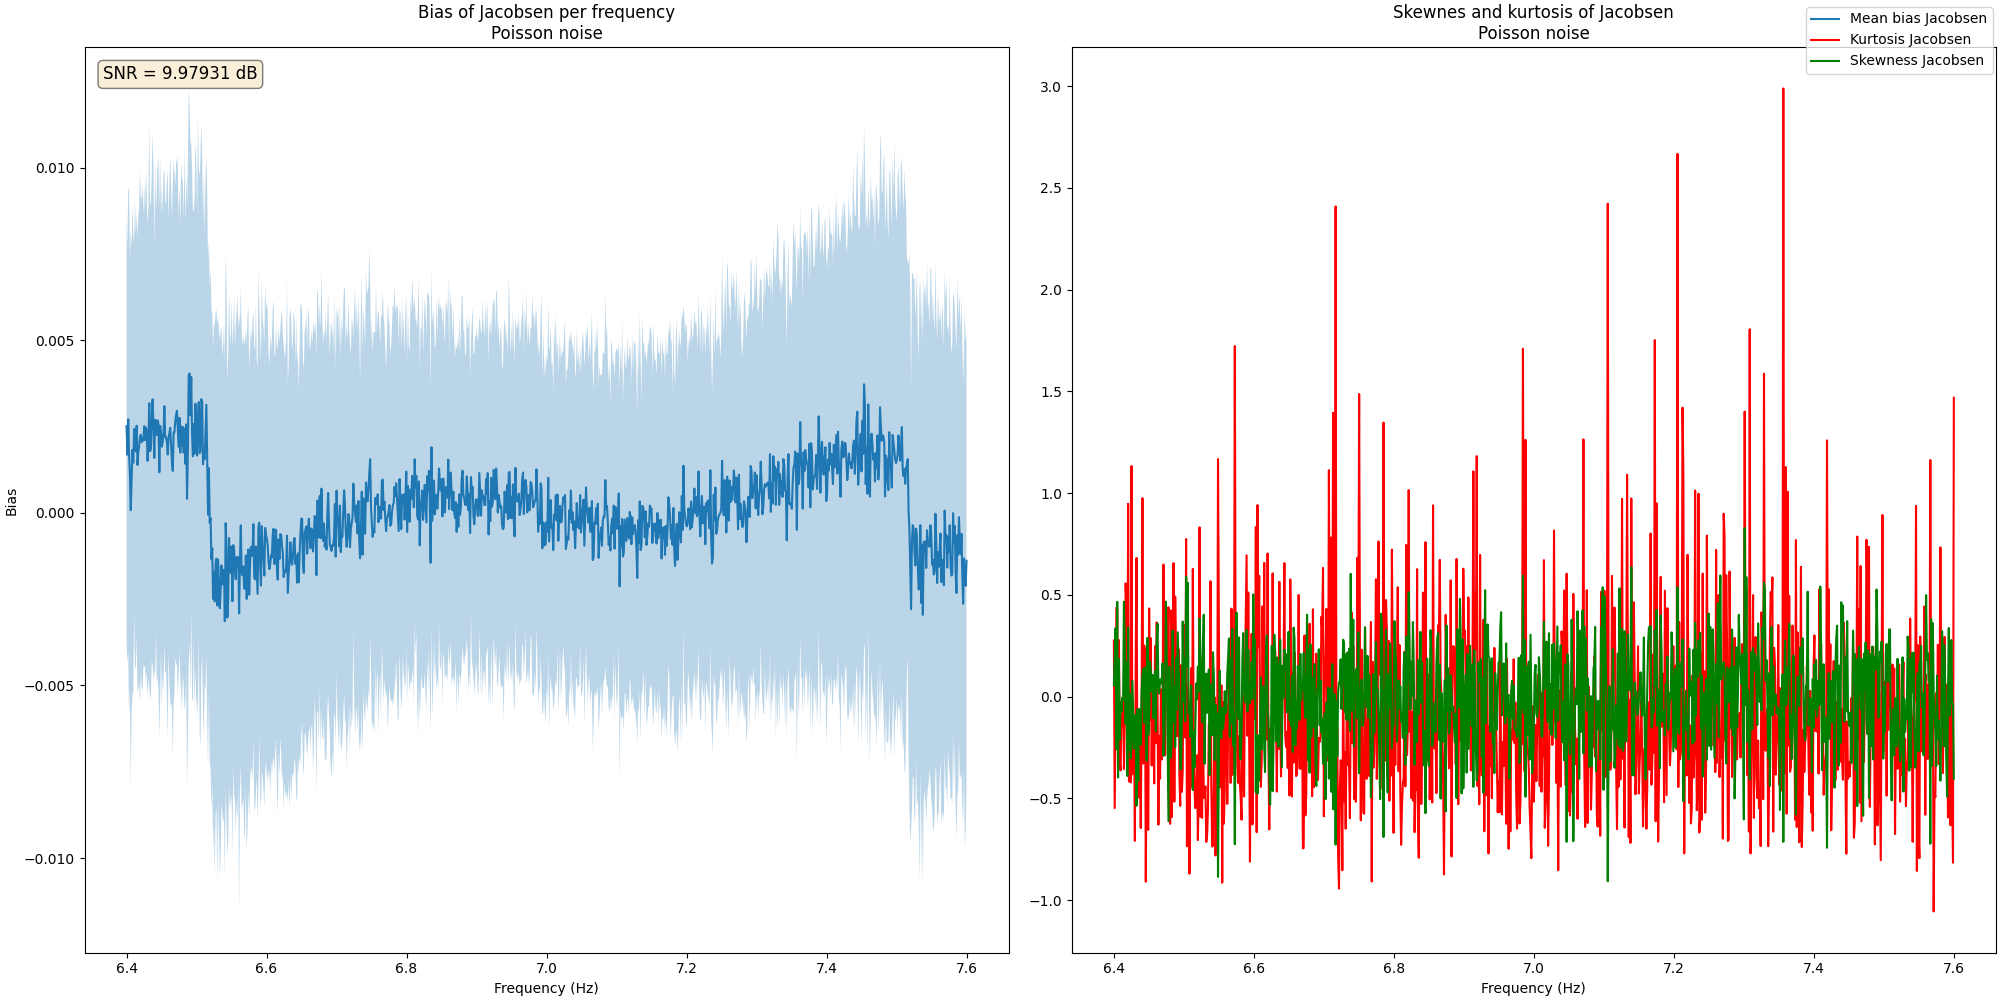 Bias of Jacobsen per frequency
Poisson noise
SNR = 9.97931 dB
Bias
0.010
0.005
0.000
−0.005
−0.010
6.4
6.6
6.8
7.0
7.2
7.4
7.6
Frequency (Hz)
Skewnes and kurtosis of Jacobsen
Poisson noise
Mean bias Jacobsen
Kurtosis Jacobsen
Skewness Jacobsen
3.0
2.5
2.0
1.5
1.0
0.5
0.0
−0.5
−1.0
6.4
6.6
6.8
7.0
7.2
7.4
7.6
Frequency (Hz)